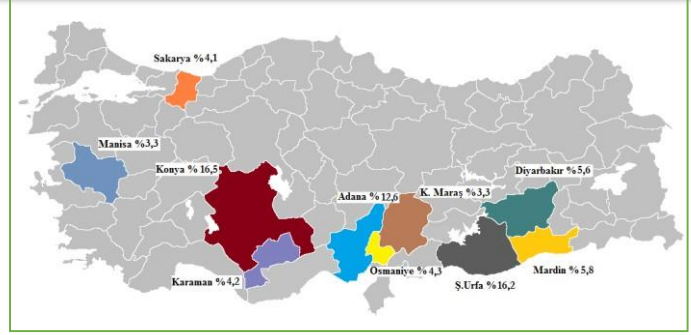 Sakarya %4,1
Manisa %3,3
Konya %16,5
Diyarbakır %5,6
Adana %12,6
K. Maraş %3,3
Osmaniye %4,3
Mardin %5,8
Karaman %4,2
Ş.Urfa %16,2